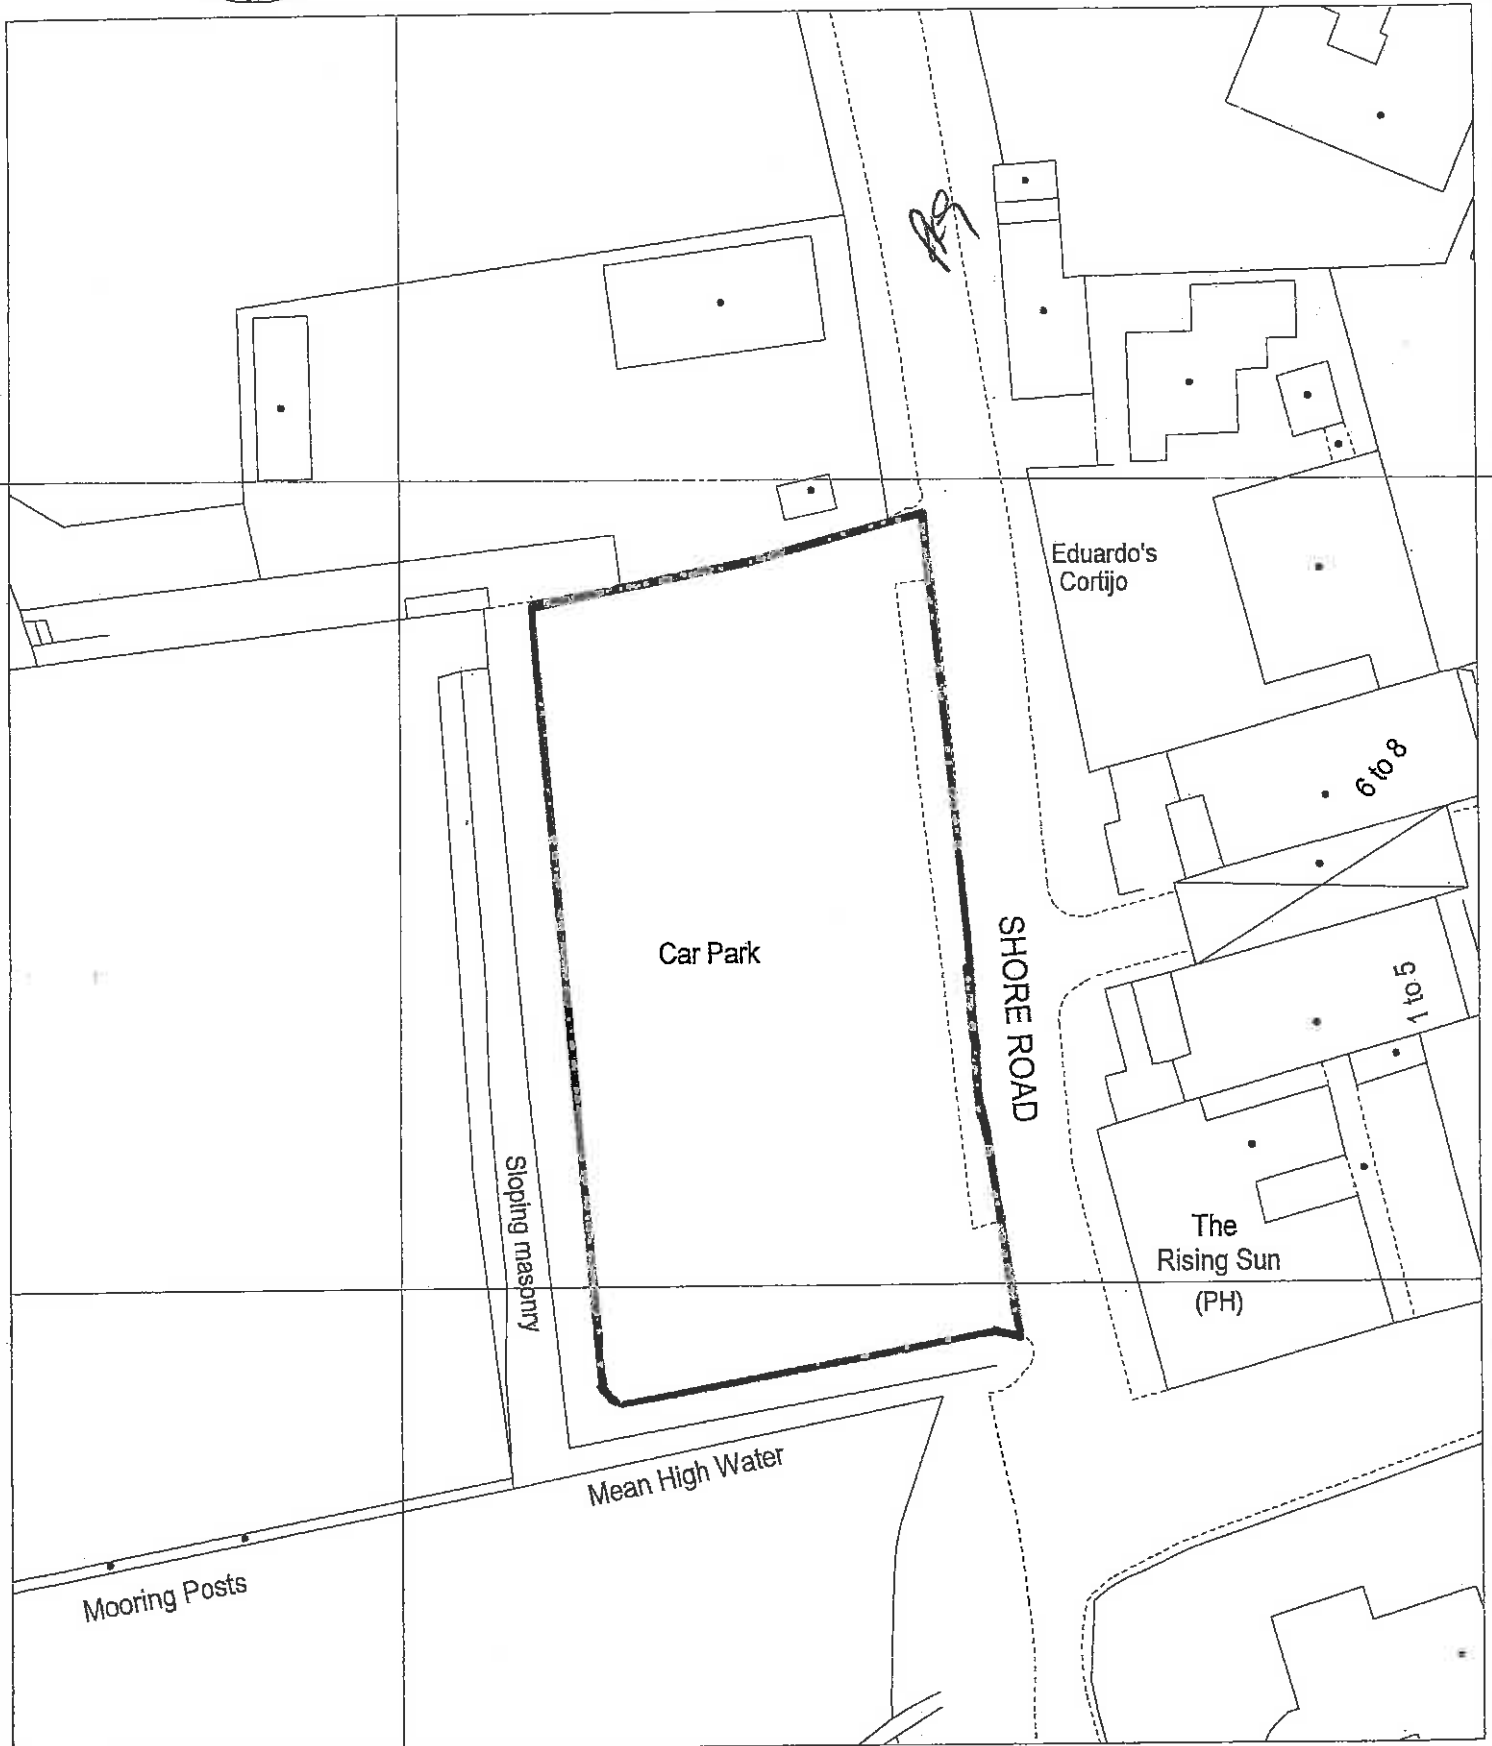 Eduardo's
Cortijo
6 to 8
Car Park
SHORE ROAD
1 to 5
Sloping masonry
The
Rising Sun
(PH)
Mean High Water
Mooring Posts